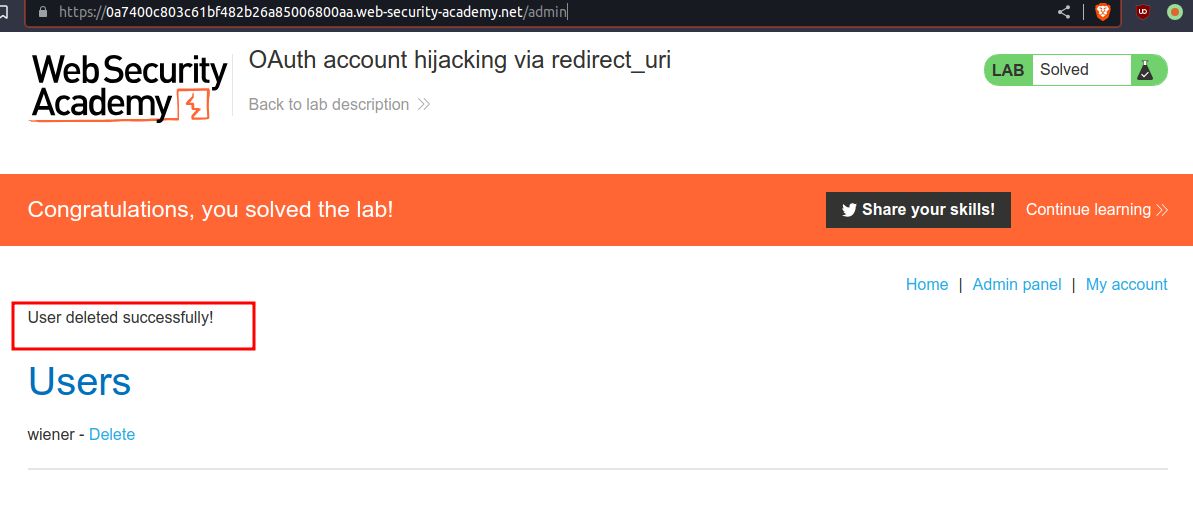 https://0a7400c803c61bf482b26a85006800aa.web-security-academy.net/admin
UD
Web Security
Academy
OAuth account hijacking via redirect_uri
Back to lab description
LAB Solved
Congratulations, you solved the lab!
Share your skills!
Continue learning
Home | Admin panel | My account
User deleted successfully!
Users
wiener - Delete